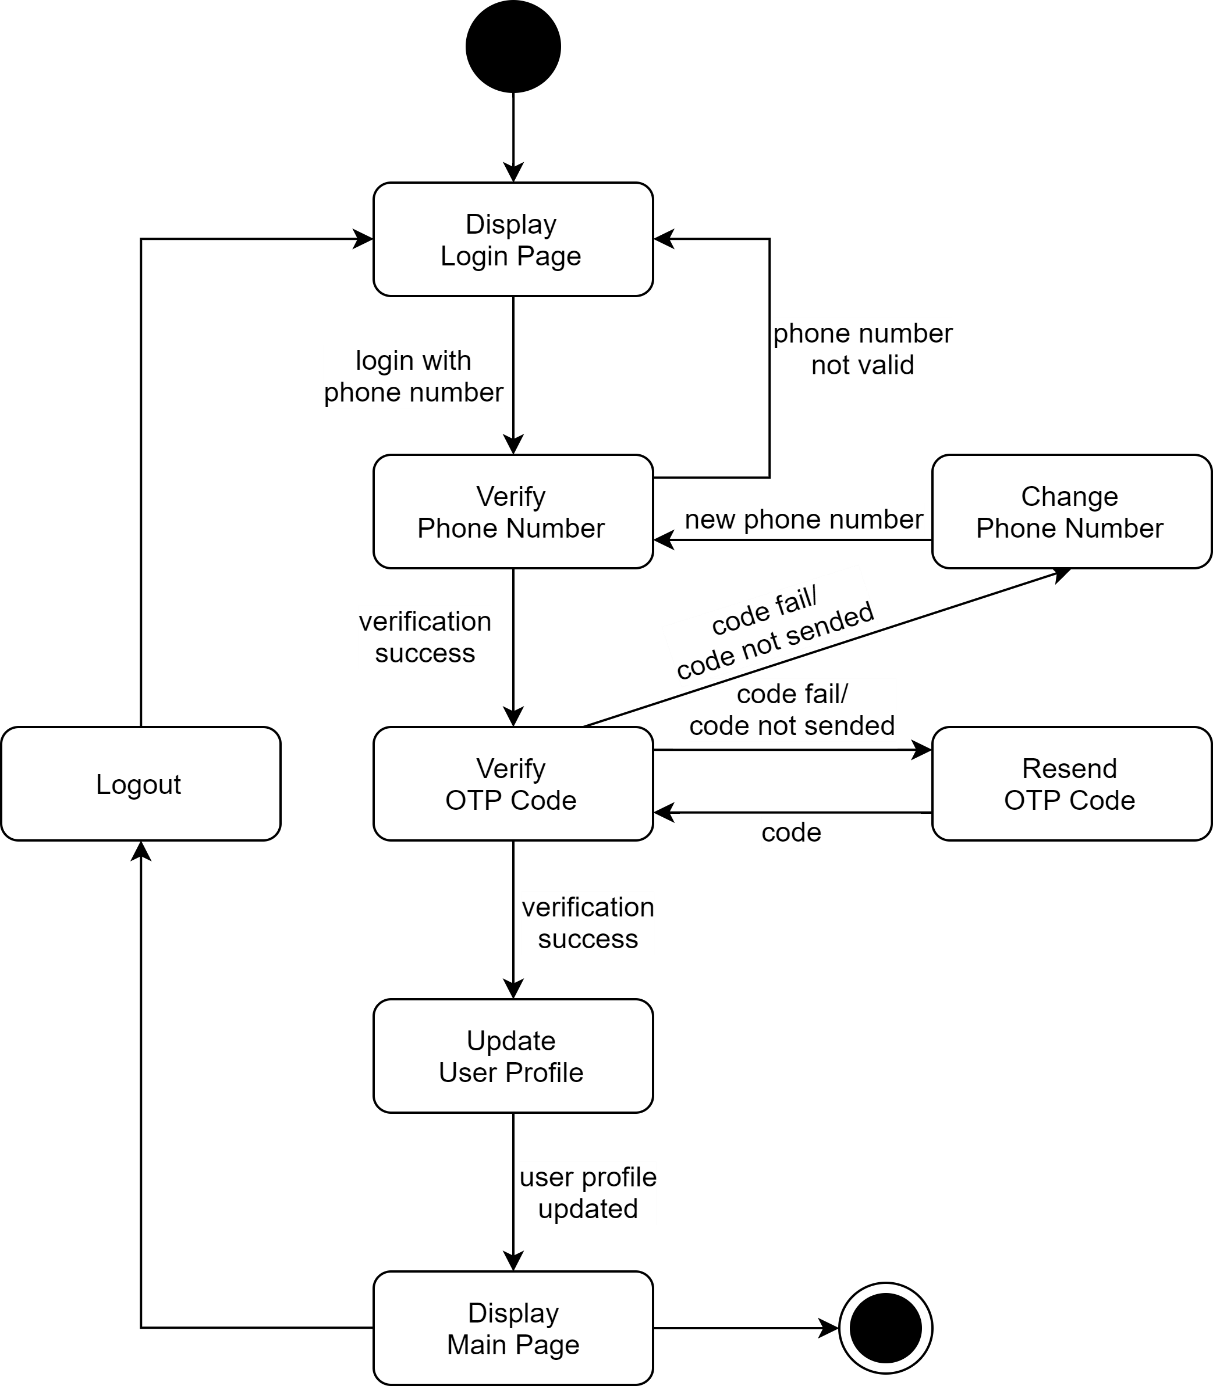 Display
Login Page
phone number
not valid
login with
phone number
Verify
Phone Number
new phone number
Change
Phone Number
code fail/
code not sended
verification
success
code fail/
code not sended
Logout
Verify
OTP Code
Resend
OTP Code
code
verification
success
Update
User Profile
user profile
updated
Display
Main Page